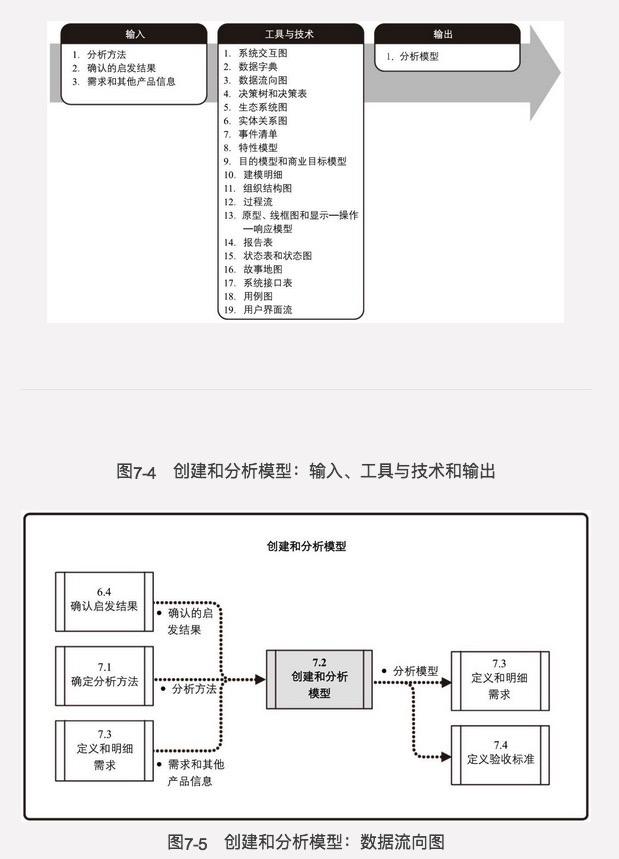 输入
1. 分析方法
2. 确认的启发结果
3. 需求和其他产品信息
工具与技术
1. 系统交互图
2. 数据字典
3. 数据流向图
4. 决策树和决策表
5. 生态系统图
6. 实体关系图
7. 事件清单
8. 特性模型
9. 目的模型和商业目标模型
10. 建模明细
11. 组织结构图
12. 过程流
13. 原型、线框图和显示—操作
—响应模型
14. 报告表
15. 状态表和状态图
16. 故事地图
17. 系统接口表
18. 用例图
19. 用户界面流
输出
1. 分析模型
图7-4 创建和分析模型：输入、工具与技术和输出
创建和分析模型
6.4
确认启发结果
• 确认的启
发结果
7.1
确定分析方法
• 分析方法
7.3
定义和明细
需求
• 需求和其他
产品信息
7.2
创建和分析
模型
• 分析模型
7.3
定义和明细
需求
7.4
定义验收标准
图7-5 创建和分析模型：数据流向图